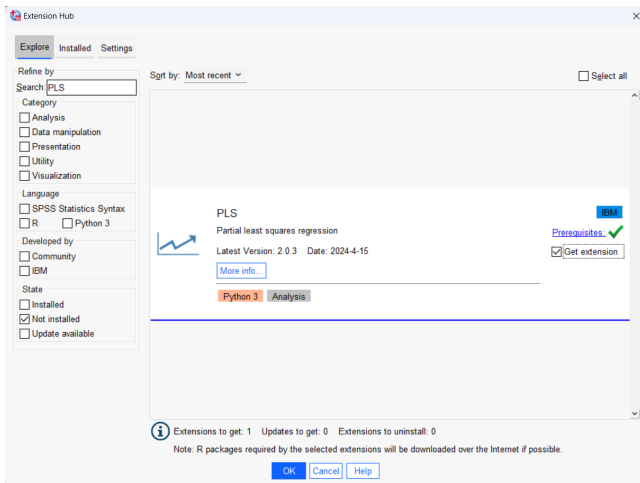 Extension Hub
Explore Installed Settings
Refine by
Search: PLS
Category
Analysis
Data manipulation
Presentation
Utility
Visualization
Language
SPSS Statistics Syntax
R Python 3
Developed by
Community
IBM
State
Installed
Not installed
Update available
Sort by: Most recent
Select all
PLS
IBM
Partial least squares regression
Prerequisites:
Latest Version: 2.0.3 Date: 2024-4-15
Get extension
More info...
Python 3 Analysis
Extensions to get: 1 Updates to get: 0 Extensions to uninstall: 0
Note: R packages required by the selected extensions will be downloaded over the Internet if possible.
OK Cancel Help